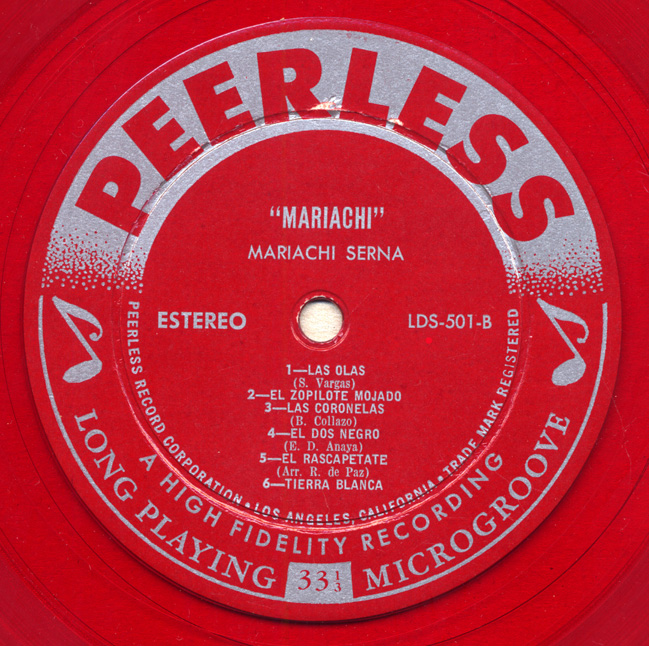 PEERLESS
"MARIACHI"
MARIACHI SERNA
ESTEREO
LDS-501-B
1—LAS OLAS
(S. Vargas)
2—EL ZOPILOTE MOJADO
3—LAS CORONELAS
(B. Collazo)
4—EL DOS NEGRO
(E. D. Anaya)
5—EL RASCAPETATE
(Arr. R. de Paz)
6—TIERRA BLANCA
PEERLESS RECORD CORPORATION • LOS ANGELES, CALIFORNIA • TRADE MARK REGISTERED
A HIGH FIDELITY RECORDING
LONG PLAYING 33 1/3 MICROGROOVE